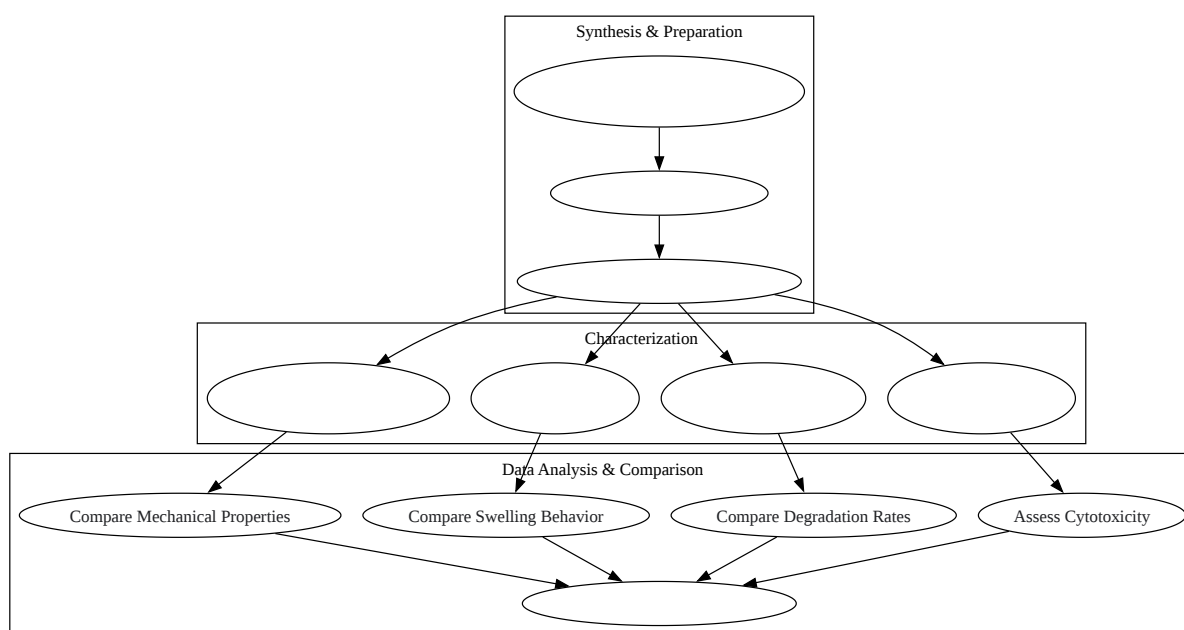 Synthesis & Preparation
Characterization
Data Analysis & Comparison
Compare Mechanical Properties
Compare Swelling Behavior
Compare Degradation Rates
Assess Cytotoxicity